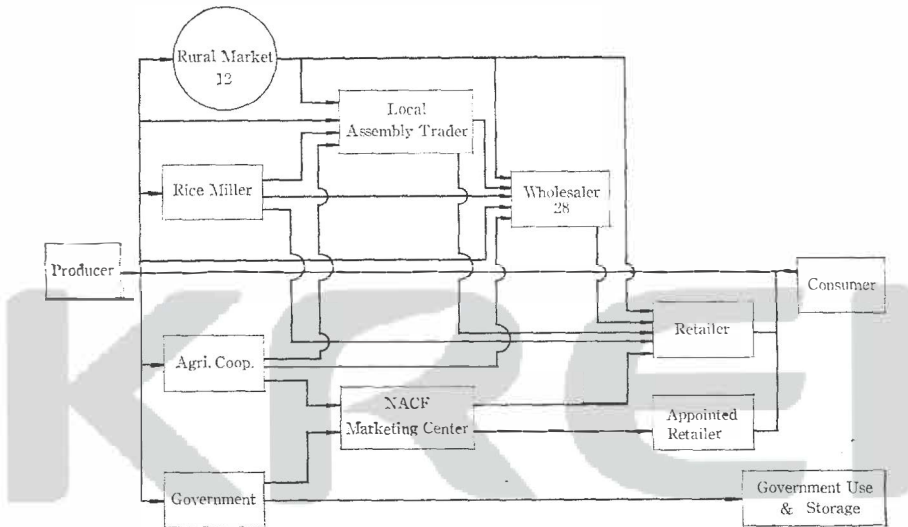 Rural Market
12
Local
Assembly Trader
Rice Miller
Wholesaler
28
Producer
Consumer
Retailer
Agri. Coop.
NACF
Marketing Center
Appointed
Retailer
Government
Government Use
& Storage
KREI